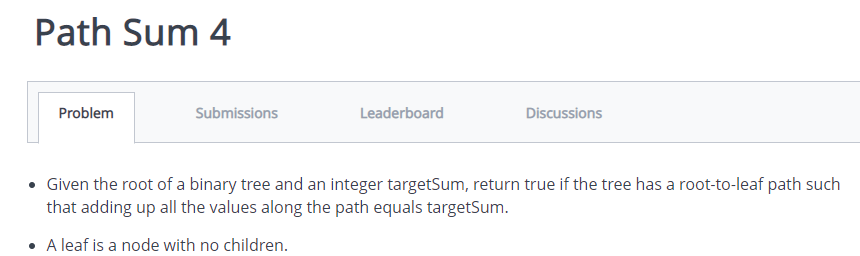 Path Sum 4
Problem Submissions Leaderboard Discussions
• Given the root of a binary tree and an integer targetSum, return true if the tree has a root-to-leaf path such
that adding up all the values along the path equals targetSum.
• A leaf is a node with no children.